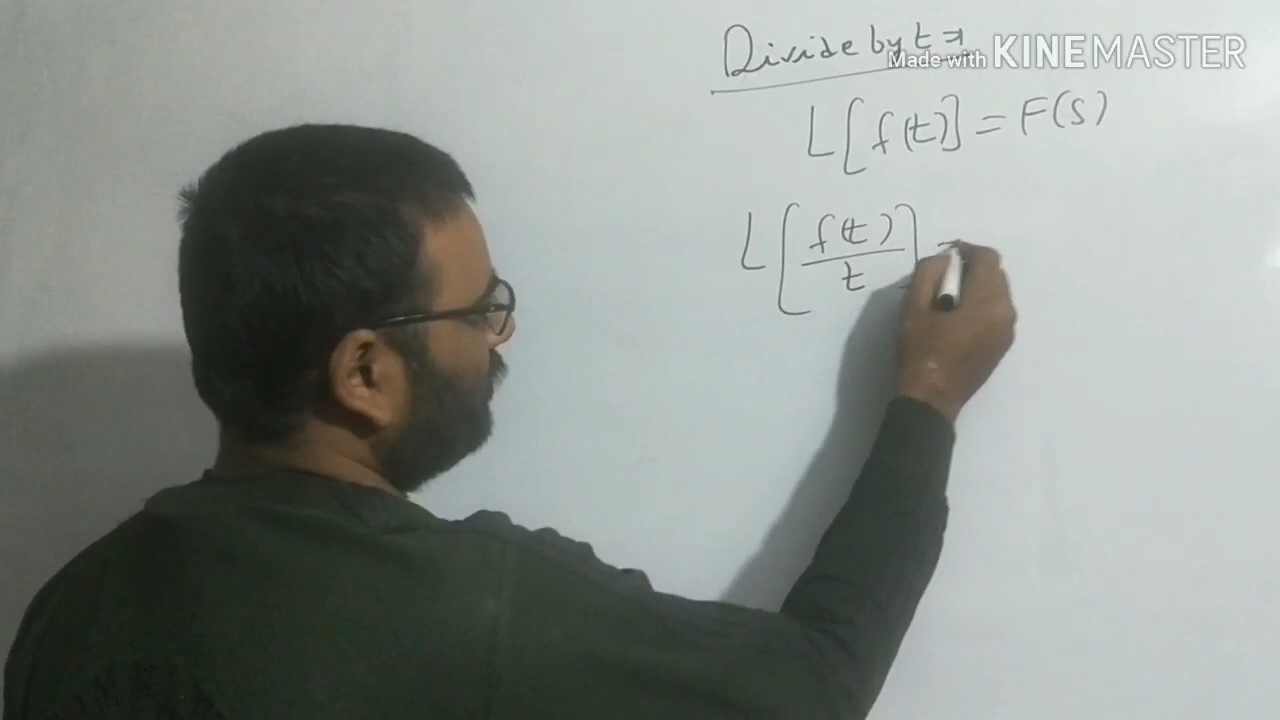 Divide by t ⇒
Made with KINEMASTER
L[f(t)] = F(s)
L[f(t)/t] =